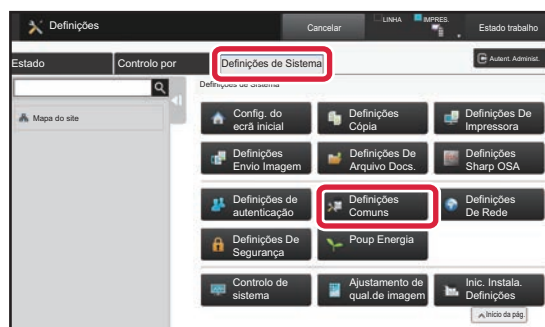 Definições
Cancelar
LINHA
IMPRES.
Estado trabalho
Estado
Controlo por
Definições de Sistema
Autent. Administ.
Definições de Sistema
Mapa do site
Config. do
ecrã inicial
Definições
Cópia
Definições De
Impressora
Definições
Envio Imagem
Definições De
Arquivo Docs.
Definições
Sharp OSA
Definições de
autenticação
Definições
Comuns
Definições
De Rede
Definições De
Segurança
Poup Energia
Controlo de
sistema
Ajustamento de
qual.de imagem
Inic. Instala.
Definições
Início da pág.